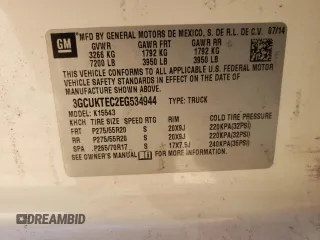 GM
MFD BY GENERAL MOTORS DE MEXICO, S. DE R.L. DE C.V. 07/14
GVWR GAWR FRT GAWR RR
3266 KG 1792 KG 1792 KG
7200 LB 3950 LB 3950 LB
THIS VEHICLE CONFORMS TO ALL APPLICABLE U.S. FEDERAL MOTOR
VEHICLE SAFETY STANDARDS IN EFFECT ON THE DATE OF
MANUFACTURE SHOWN ABOVE.
3GCUKTEC2EG534944 TYPE: TRUCK
MODEL: K15543
KHCH TIRE SIZE SPEED RTG RIM COLD TIRE PRESSURE
FRT P275/55R20 S 20X9J 220KPA(32PSI)
RR P275/55R20 S 20X9J 220KPA(32PSI)
SPA P265/70R17 S 17X7.5J 240KPA(35PSI)
SEE OWNER'S MANUAL FOR ADDITIONAL INFORMATION
DREAMBID